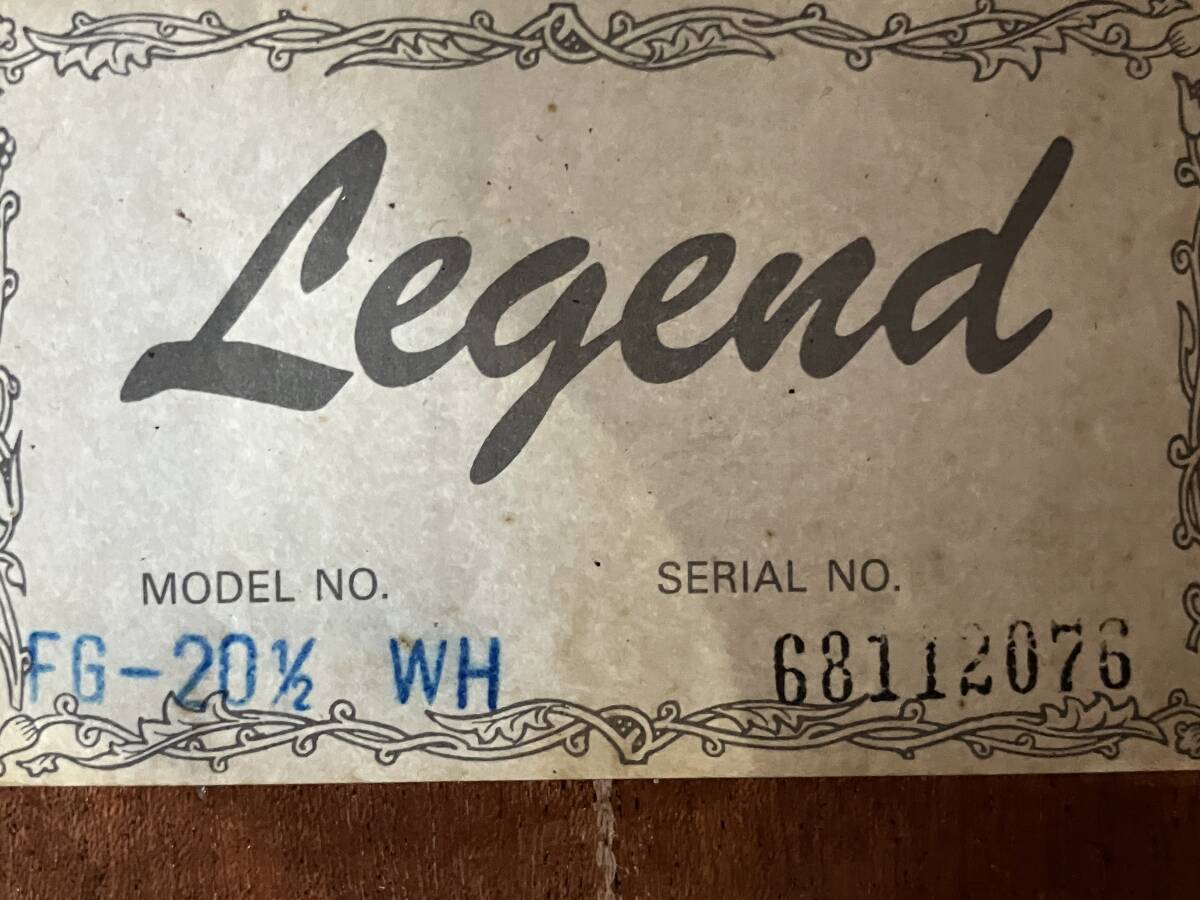 Legend
MODEL NO. SERIAL NO.
FG-20½ WH 68112076